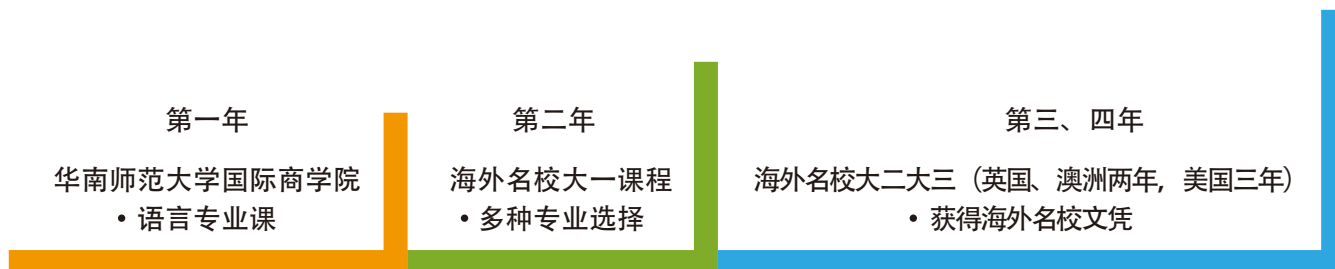 第一年
华南师范大学国际商学院
• 语言专业课
第二年
海外名校大一课程
• 多种专业选择
第三、四年
海外名校大二大三（英国、澳洲两年，美国三年）
• 获得海外名校文凭